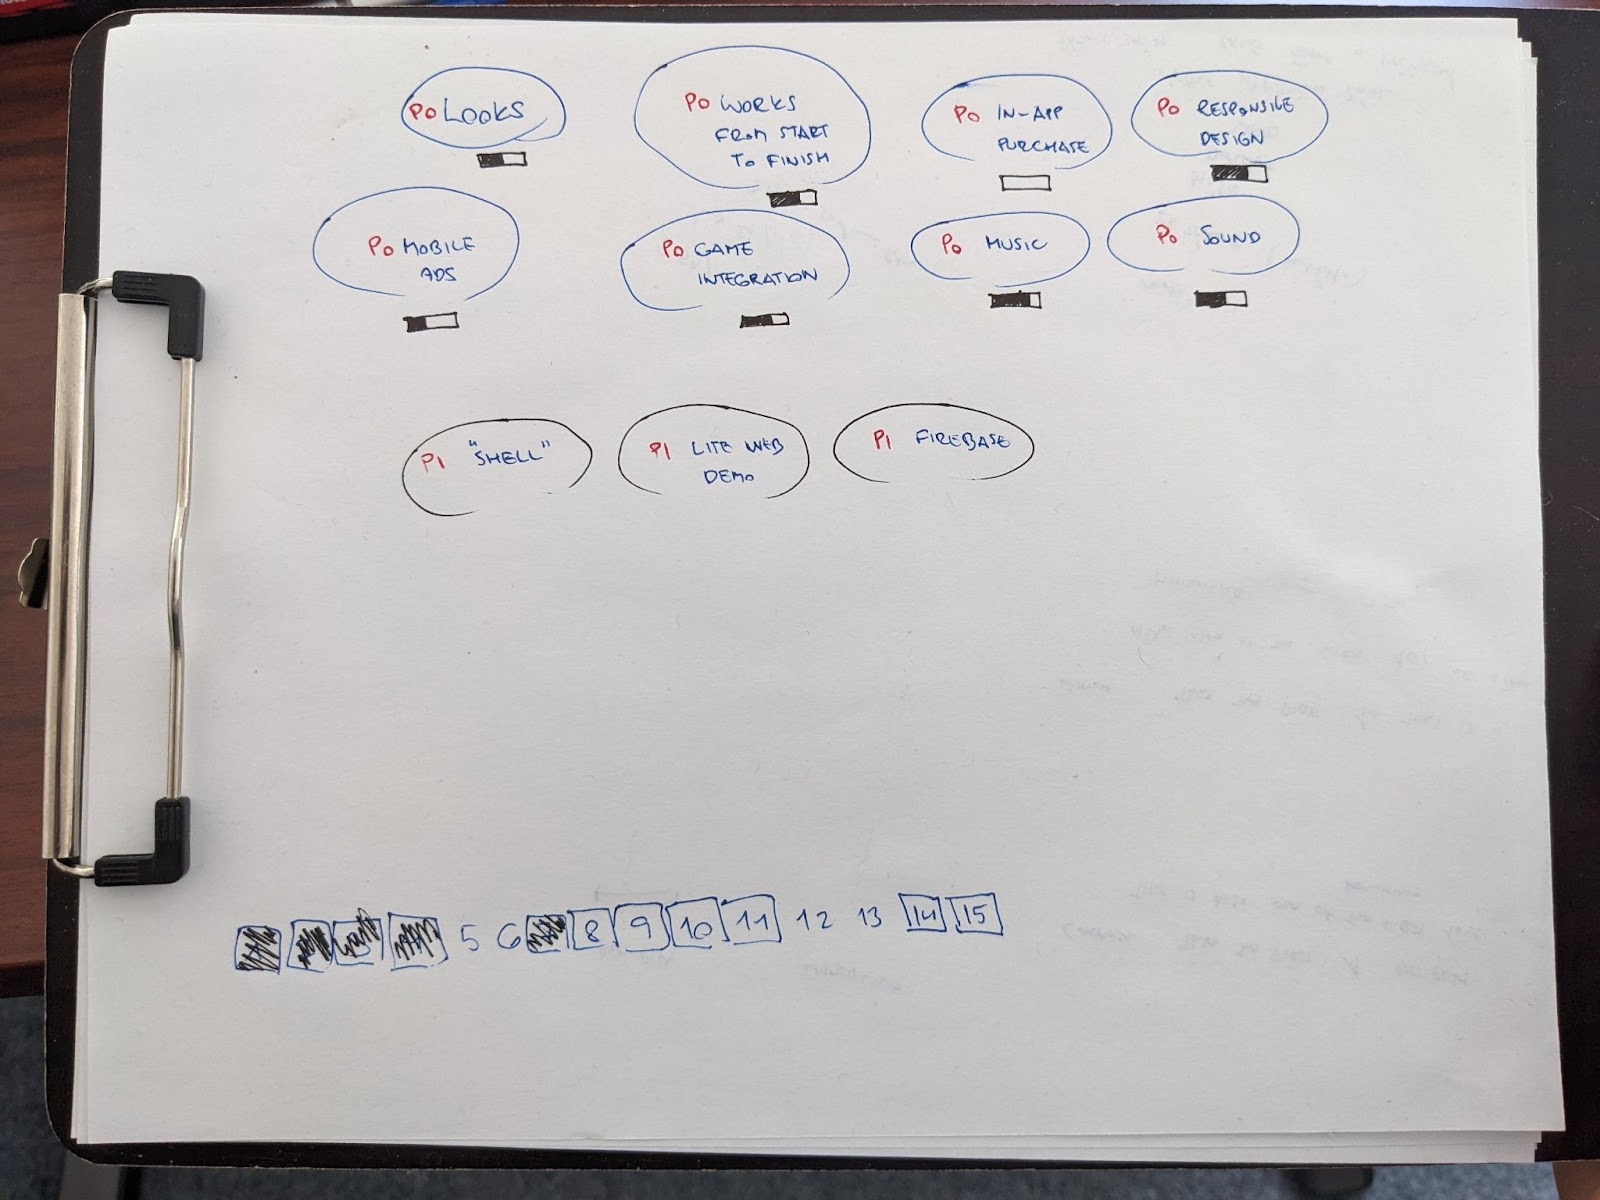 P0 LOOKS
P0 WORKS
FROM START
TO FINISH
P0 IN-APP
PURCHASE
P0 RESPONSIVE
DESIGN
P0 MOBILE
ADS
P0 GAME
INTEGRATION
P0 MUSIC
P0 SOUND
P1 "SHELL"
P1 LITE WEB
DEMO
P1 FIREBASE
5 6 8 9 10 11 12 13 14 15